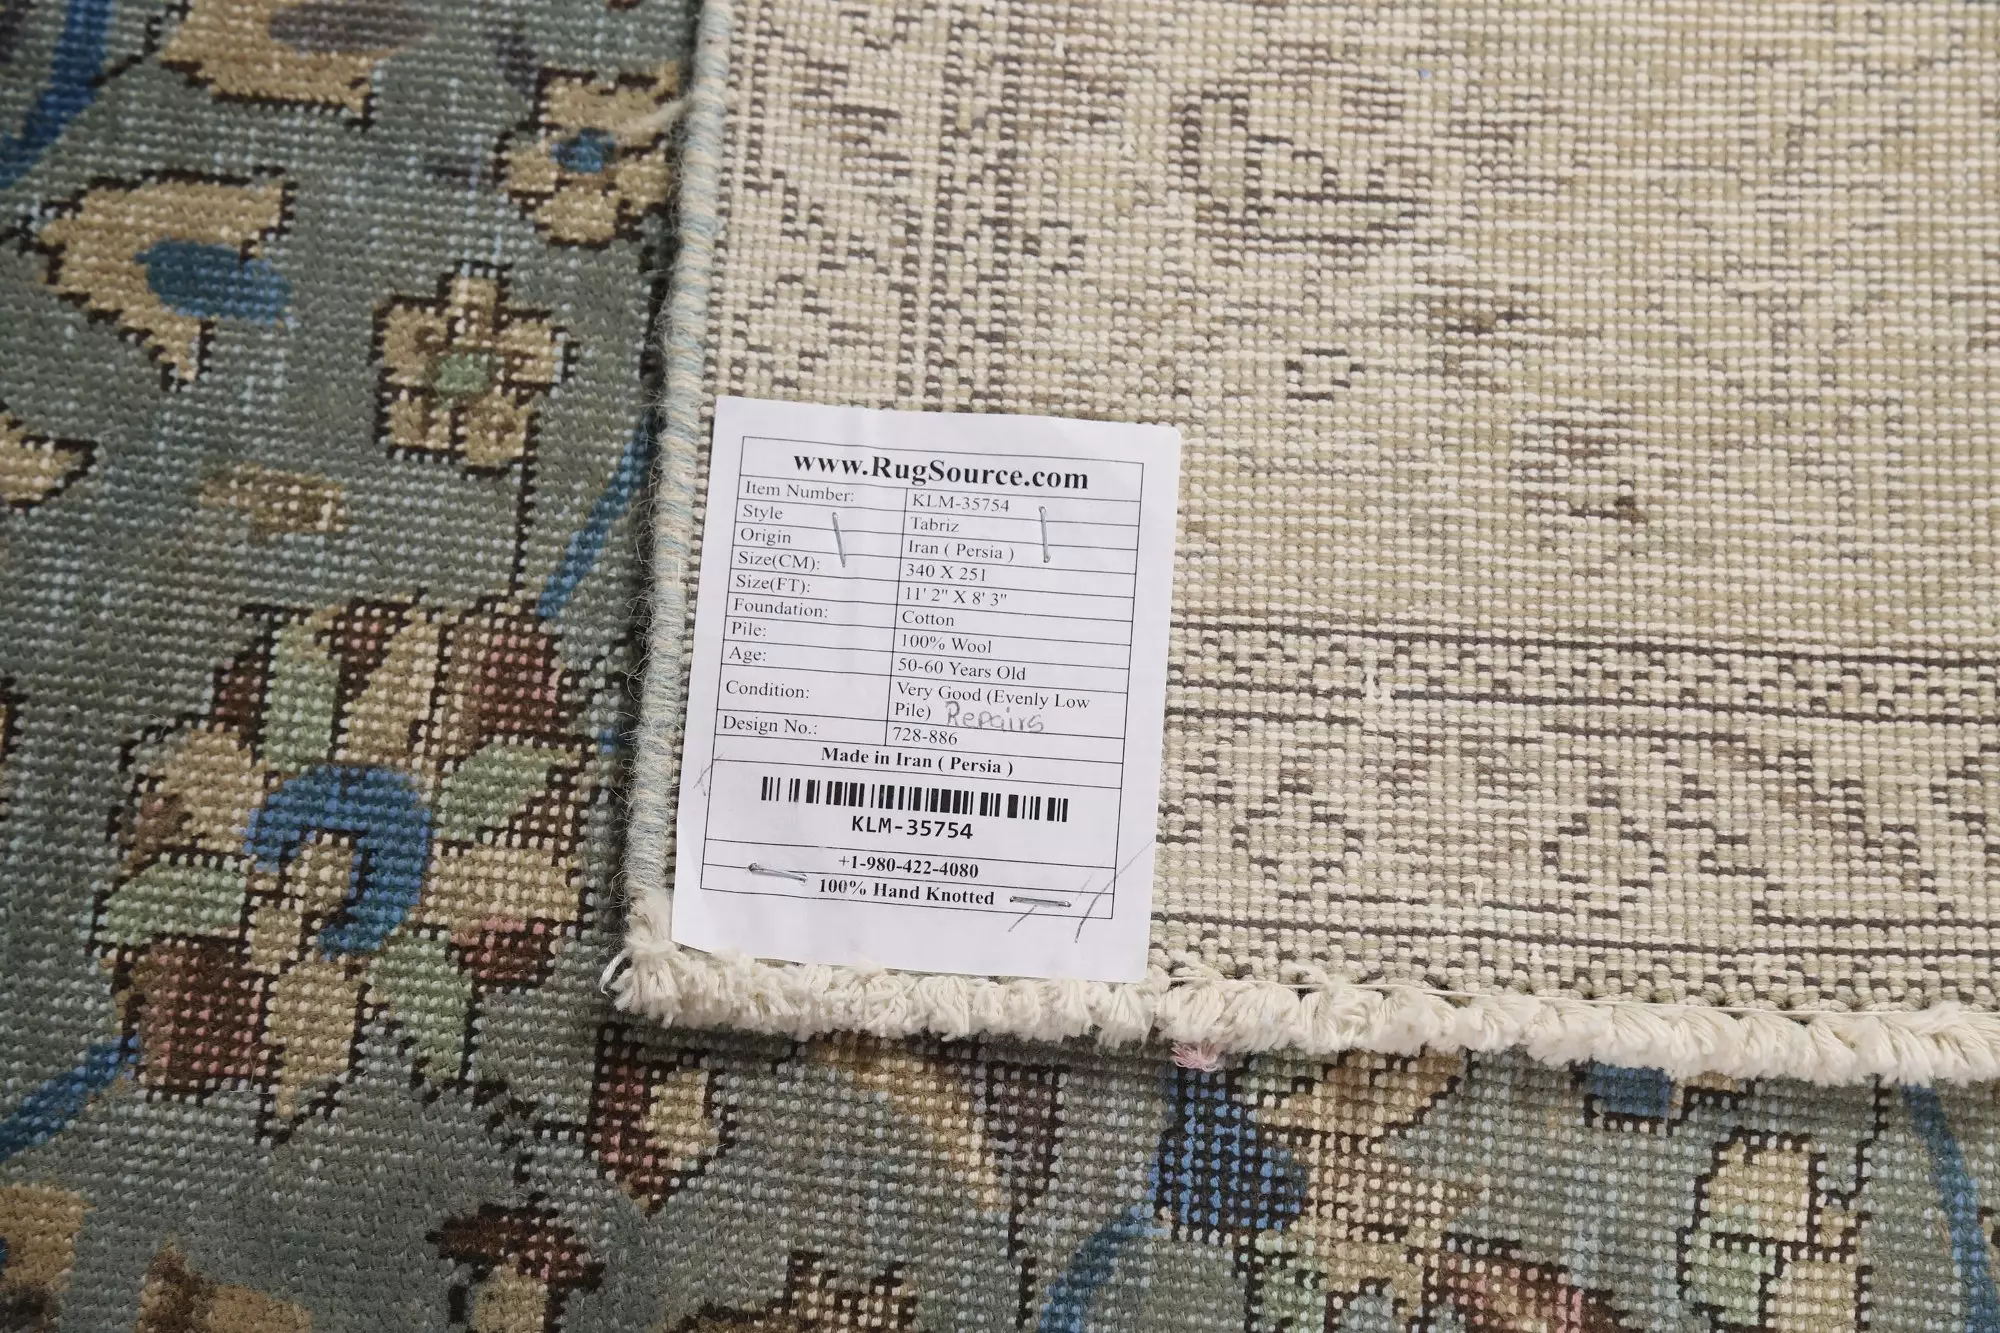 www.RugSource.com
Item Number: KLM-35754
Style Tabriz
Origin Iran ( Persia )
Size(CM): 340 X 251
Size(FT): 11' 2" X 8' 3"
Foundation: Cotton
Pile: 100% Wool
Age: 50-60 Years Old
Condition: Very Good (Evenly Low
Pile) Repairs
Design No.: 728-886
Made in Iran ( Persia )
KLM-35754
+1-980-422-4080
100% Hand Knotted